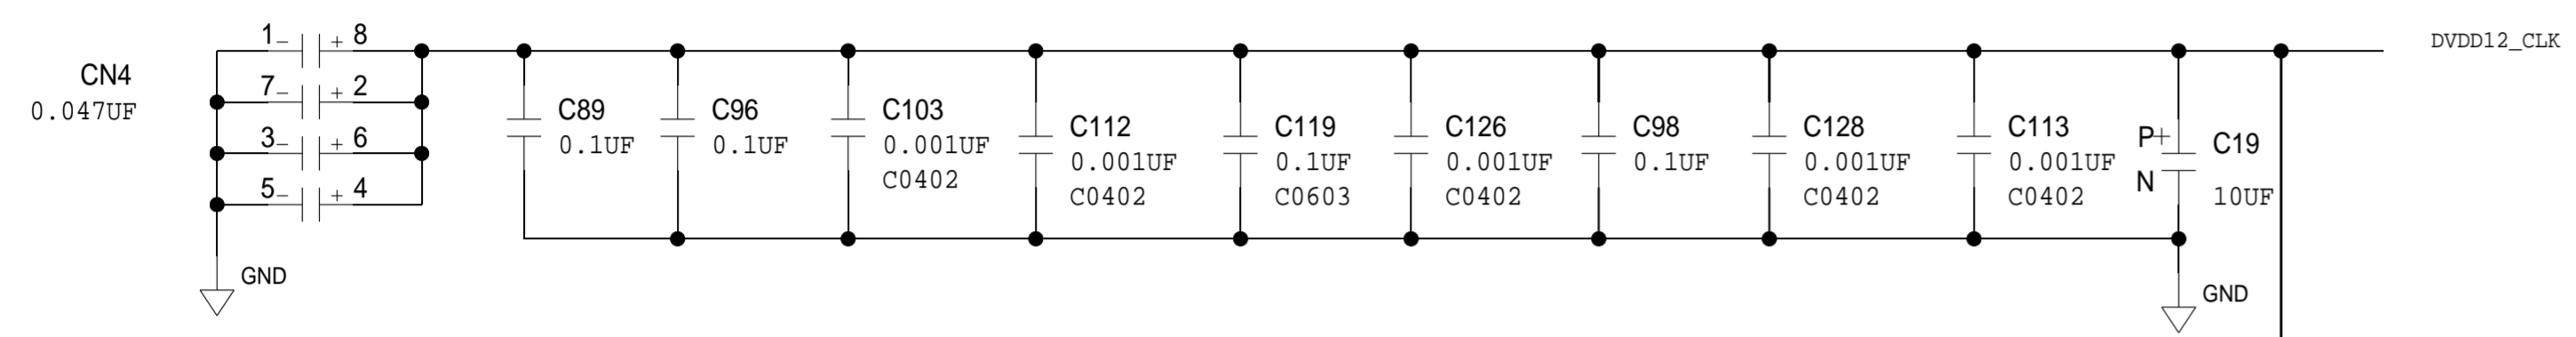 CN4
0.047UF
1- + 8
7- + 2
3- + 6
5- + 4
GND
C89
0.1UF
C96
0.1UF
C103
0.001UF
C0402
C112
0.001UF
C0402
C119
0.1UF
C0603
C126
0.001UF
C0402
C98
0.1UF
C128
0.001UF
C0402
C113
0.001UF
C0402
P+
N
C19
10UF
GND
DVDD12_CLK